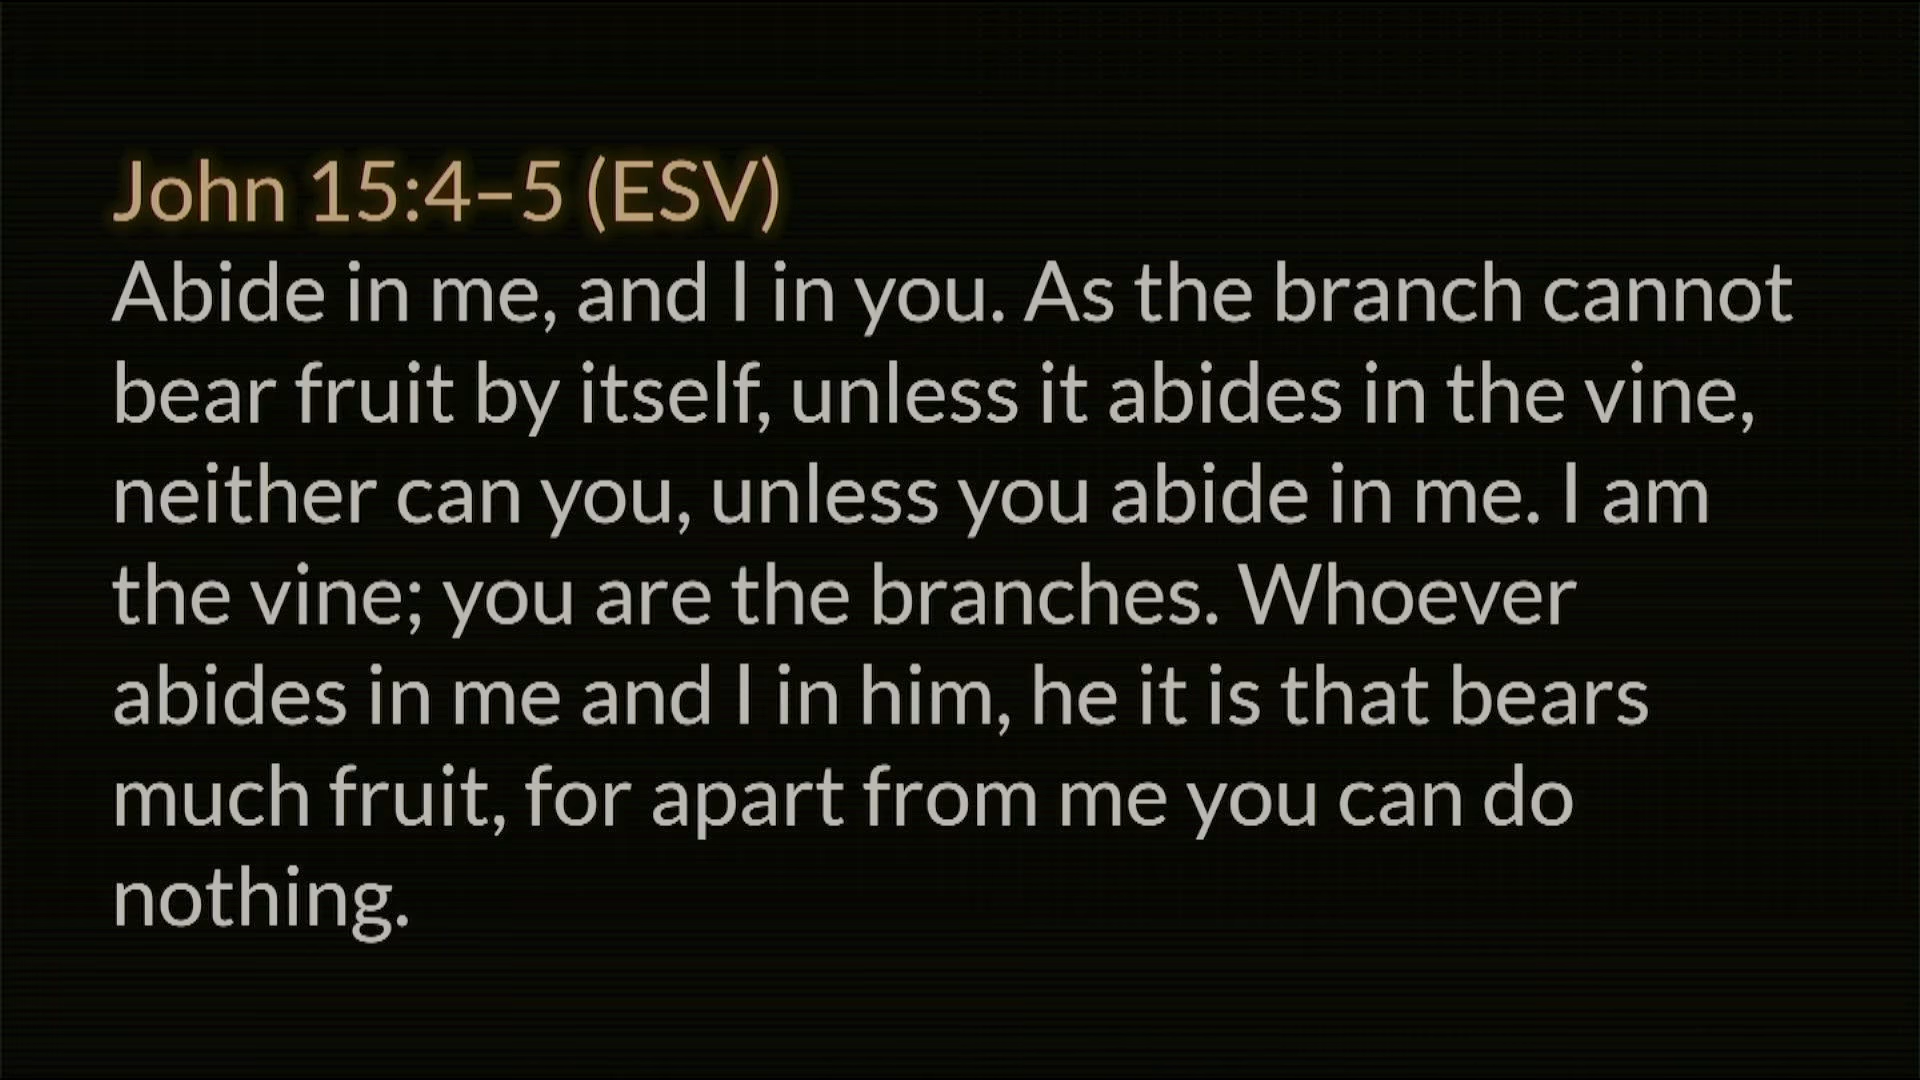 John 15:4–5 (ESV)
Abide in me, and I in you. As the branch cannot
bear fruit by itself, unless it abides in the vine,
neither can you, unless you abide in me. I am
the vine; you are the branches. Whoever
abides in me and I in him, he it is that bears
much fruit, for apart from me you can do
nothing.